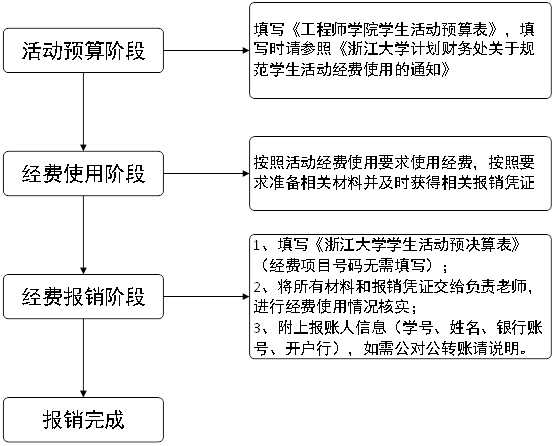 活动预算阶段
填写《工程师学院学生活动预算表》，填
写时请参照《浙江大学计划财务处关于规
范学生活动经费使用的通知》
经费使用阶段
按照活动经费使用要求使用经费，按照要
求准备相关材料并及时获得相关报销凭证
经费报销阶段
1、填写《浙江大学学生活动预决算表》
（经费项目号码无需填写）；
2、将所有材料和报销凭证交给负责老师，
进行经费使用情况核实；
3、附上报账人信息（学号、姓名、银行账
号、开户行），如需公对公转账请说明。
报销完成